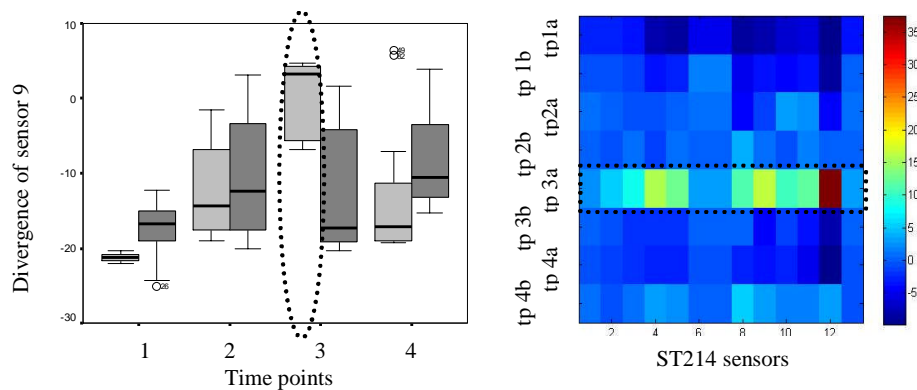 10
0
-10
-20
-30
Divergence of sensor 9
26
1 2 3 4
Time points
tp1a
tp 1b
tp2a
tp 2b
tp 3a
tp 3b
tp 4a
tp 4b
2 4 6 8 10 12
ST214 sensors
35
30
25
20
15
10
5
0
-5